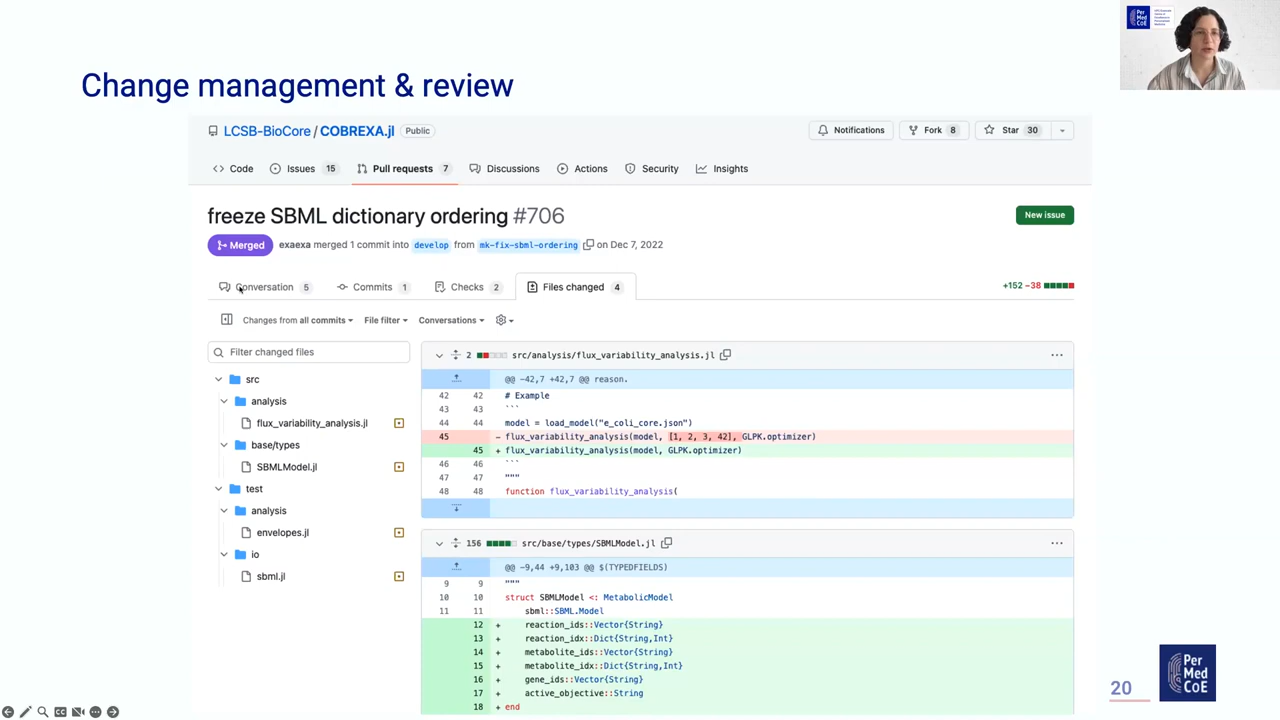 Per
Med
CoE
Change management & review
LCSB-BioCore / COBREXA.jl Public
Notifications Fork 8 Star 30
Code Issues 15 Pull requests 7 Discussions Actions Security Insights
freeze SBML dictionary ordering #706
New issue
Merged exaexa merged 1 commit into develop from mk-fix-sbml-ordering on Dec 7, 2022
Conversation 5 Commits 1 Checks 2 Files changed 4
+152 −38
Changes from all commits File filter Conversations
Filter changed files
src
analysis
flux_variability_analysis.jl
base/types
SBMLModel.jl
test
analysis
envelopes.jl
io
sbml.jl
2 src/analysis/flux_variability_analysis.jl
@@ -42,7 +42,7 @@ reason.
42 42 # Example
43 43 ```
44 44 model = load_model("e_coli_core.json")
45 - flux_variability_analysis(model, [1, 2, 3, 42], GLPK.optimizer)
45 + flux_variability_analysis(model, GLPK.optimizer)
46 46 ```
47 47 """
48 48 function flux_variability_analysis(
156 src/base/types/SBMLModel.jl
@@ -9,44 +9,103 @@ $(TYPEDFIELDS)
9 9 """
10 10 struct SBMLModel <: MetabolicModel
11 11 sbml::SBML.Model
12 + reaction_ids::Vector{String}
13 + reaction_idx::Dict{String,Int}
14 + metabolite_ids::Vector{String}
15 + metabolite_idx::Dict{String,Int}
16 + gene_ids::Vector{String}
17 + active_objective::String
18 + end
20
Per
Med
CoE